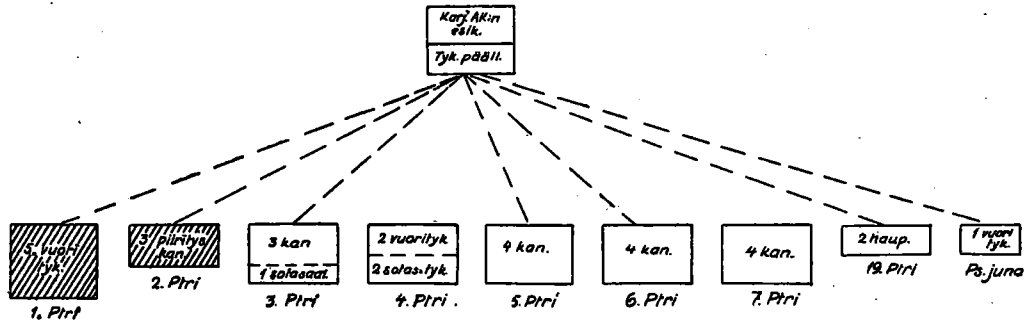 Karj. AK:n
esik.
Tyk. pääll.
5. vuori
tyk.
1. Ptri
3 piiritys
kan.
2. Ptri
3 kan
1 sotasaal.
3. Ptri
2 vuorityk
2 sotas.tyk.
4. Ptri.
4 kan.
5. Ptri
4 kan.
6. Ptri
4 kan.
7. Ptri
2 haup.
19. Ptri
1 vuori
tyk.
Ps. juna